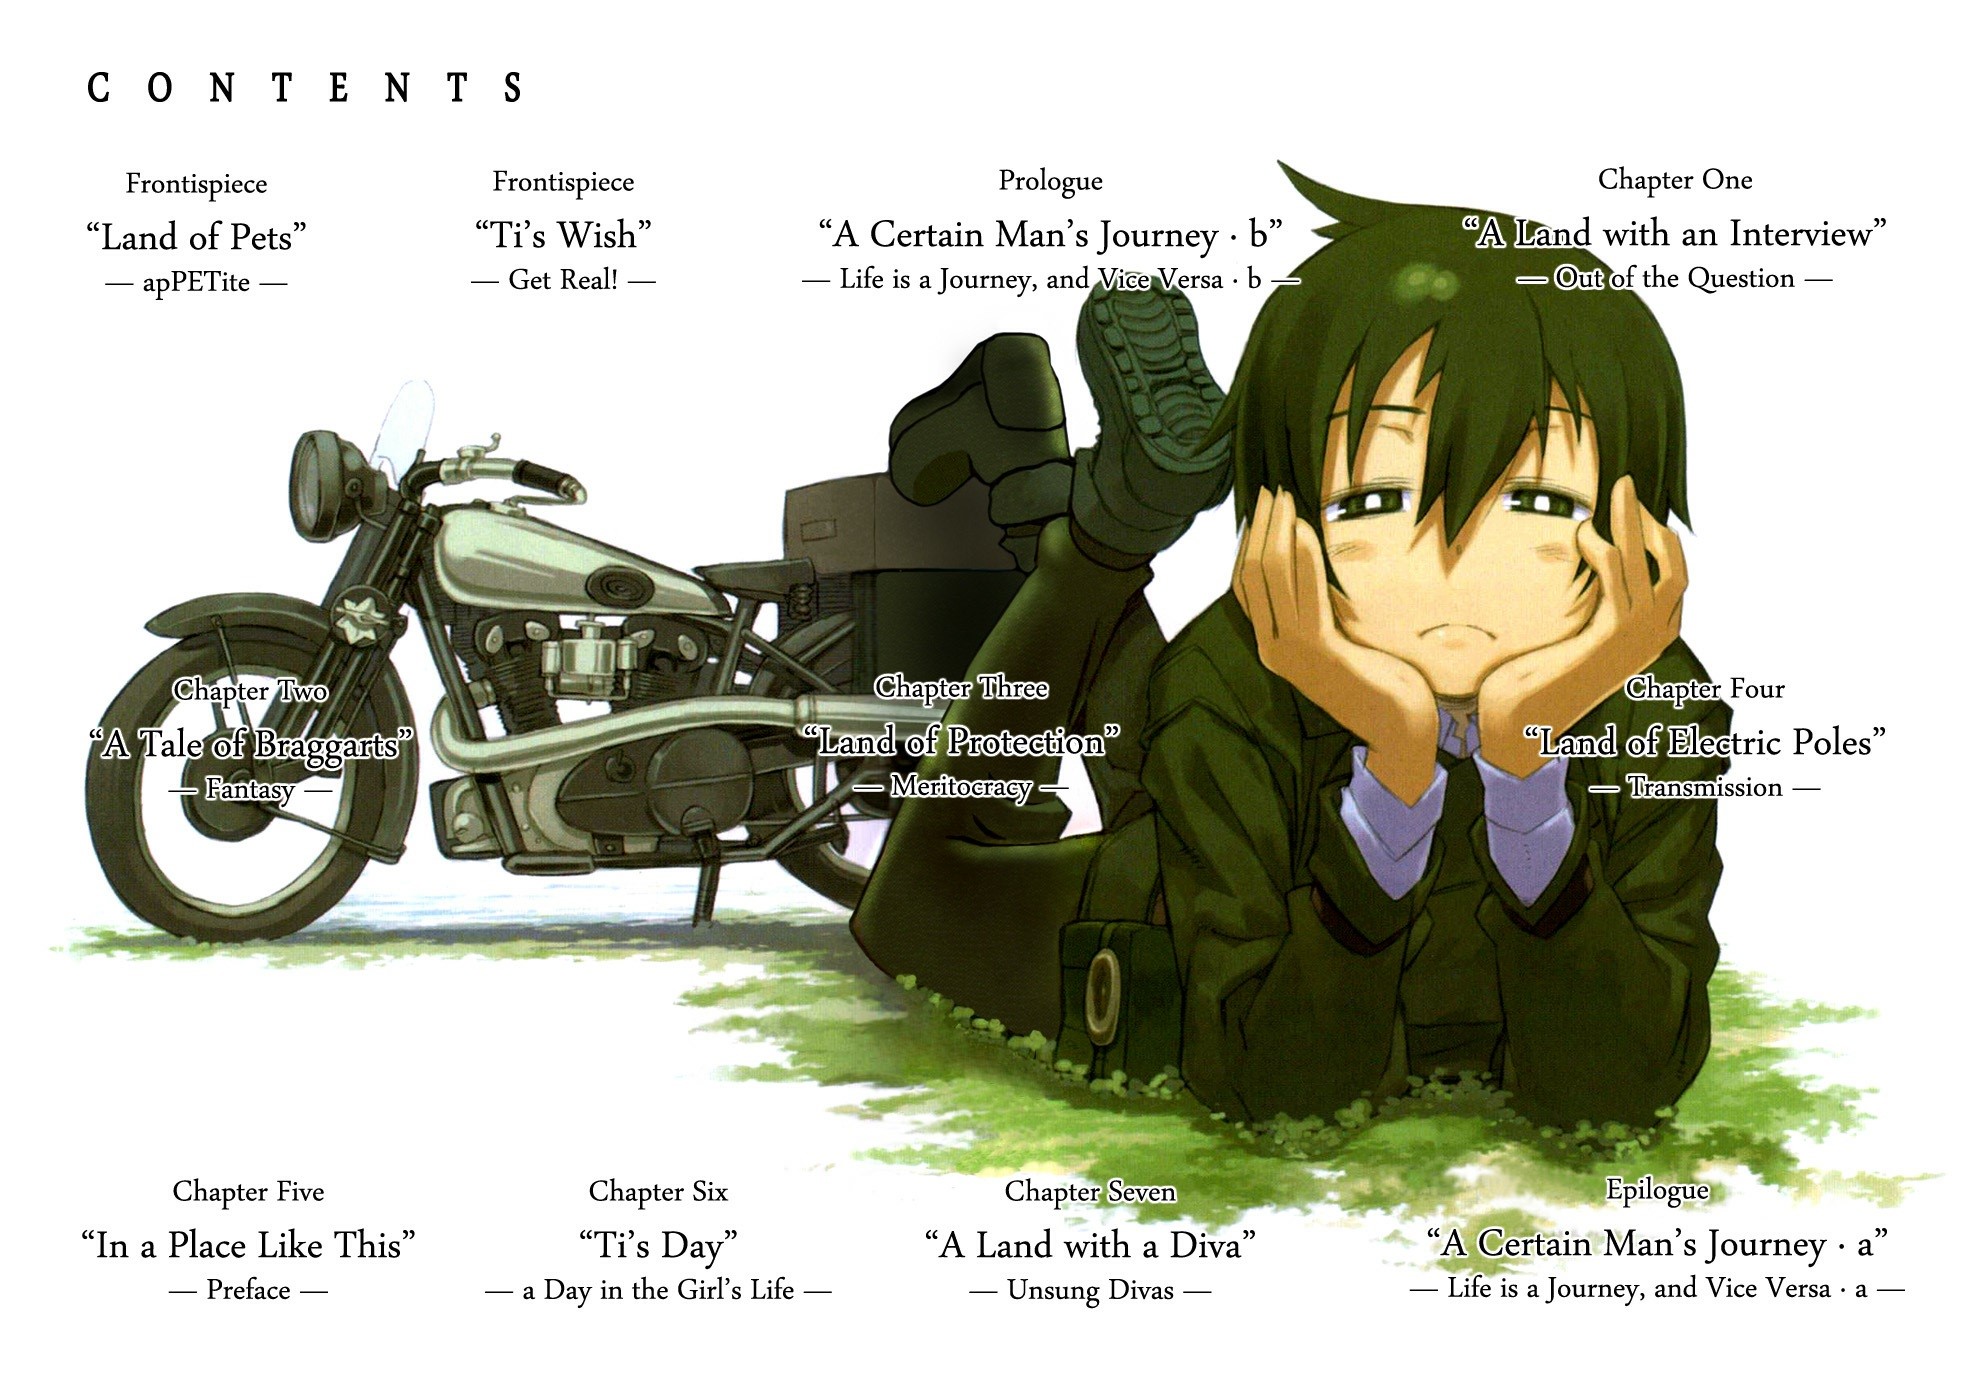 CONTENTS
Frontispiece
“Land of Pets”
— apPETite —
Frontispiece
“Ti’s Wish”
— Get Real! —
Prologue
“A Certain Man’s Journey · b”
— Life is a Journey, and Vice Versa · b —
Chapter One
“A Land with an Interview”
— Out of the Question —
Chapter Two
“A Tale of Braggarts”
— Fantasy —
Chapter Three
“Land of Protection”
— Meritocracy —
Chapter Four
“Land of Electric Poles”
— Transmission —
Chapter Five
“In a Place Like This”
— Preface —
Chapter Six
“Ti’s Day”
— a Day in the Girl’s Life —
Chapter Seven
“A Land with a Diva”
— Unsung Divas —
Epilogue
“A Certain Man’s Journey · a”
— Life is a Journey, and Vice Versa · a —